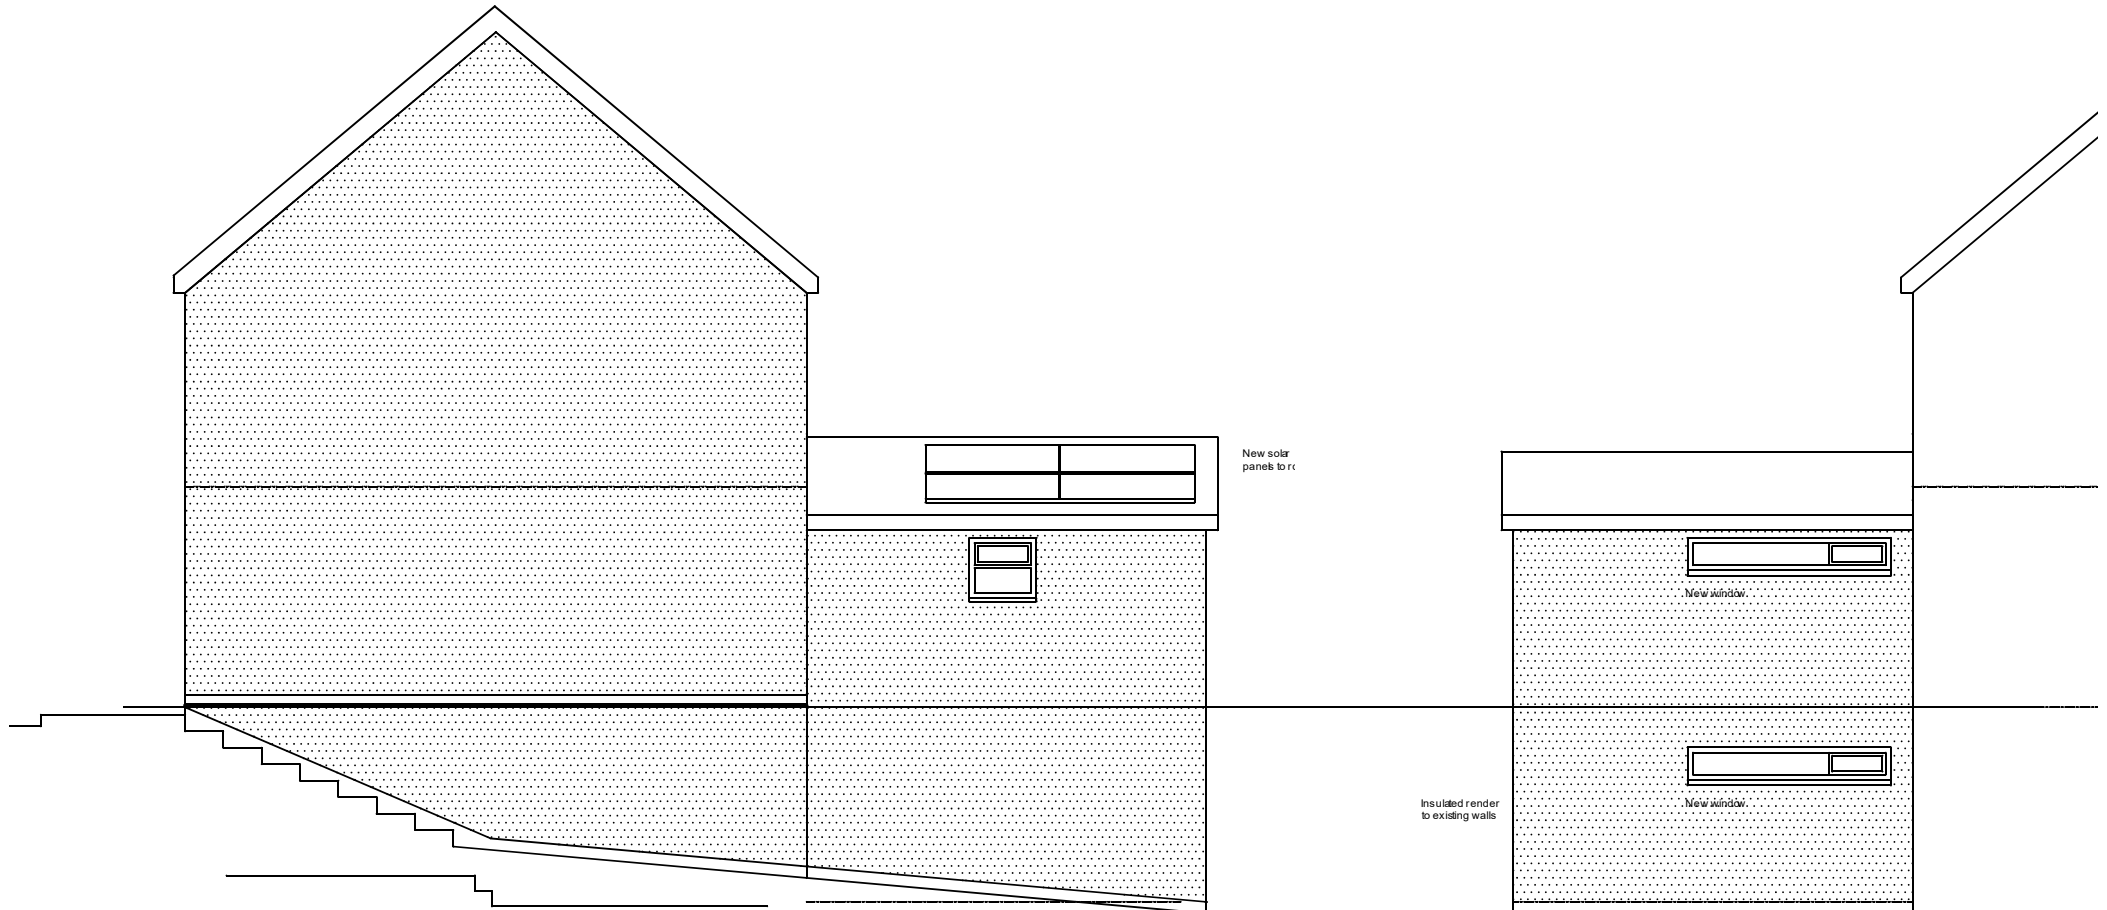 New solar
panels to
New window
Insulated render
to existing walls
New window